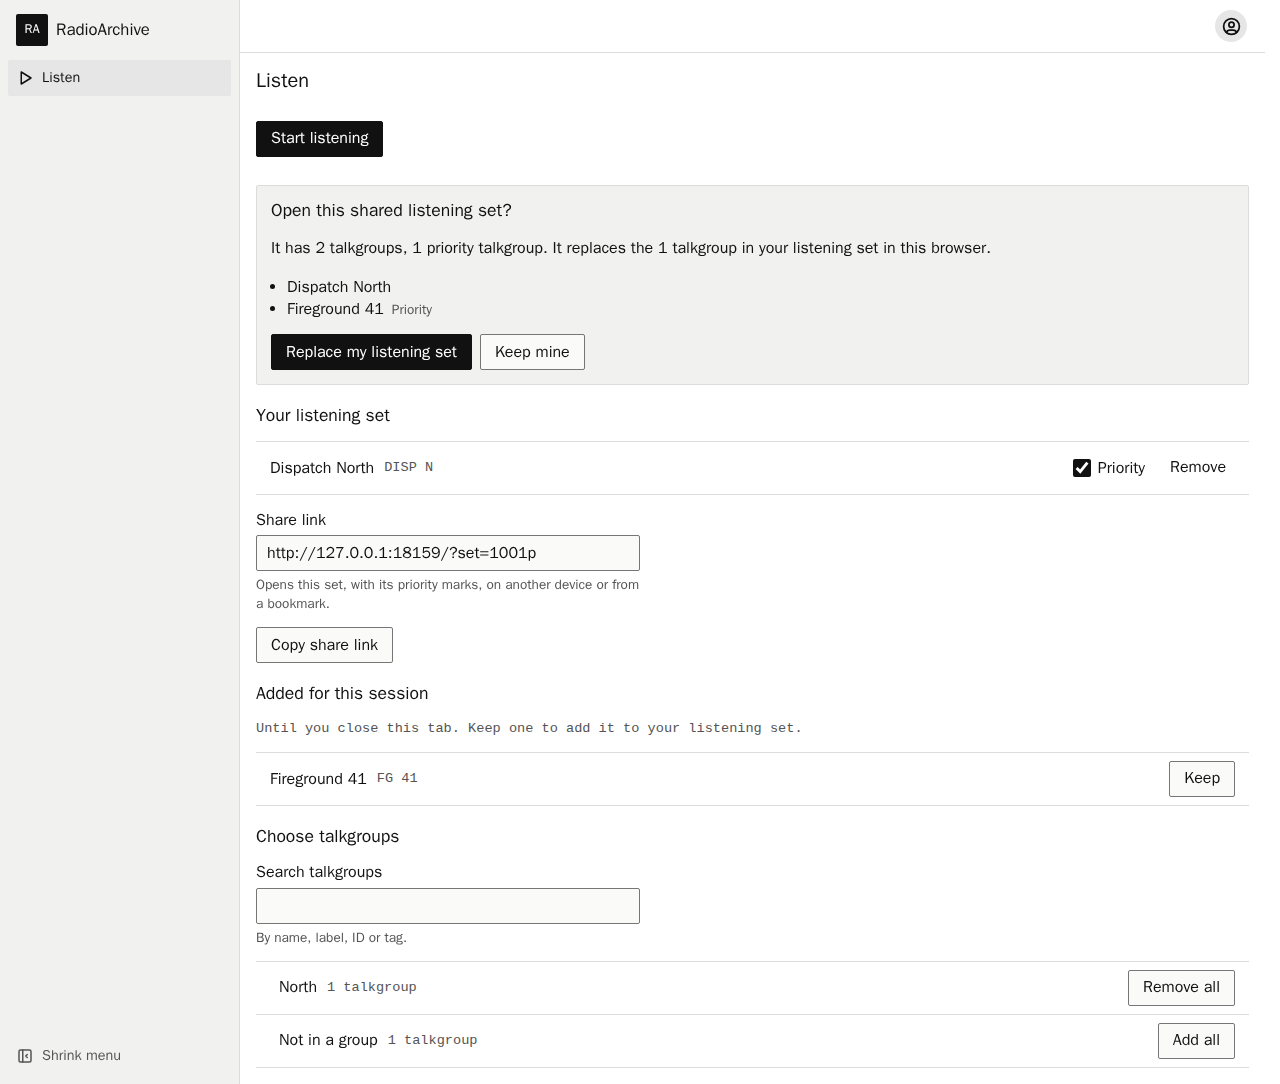 RA RadioArchive
Listen
Listen
Start listening
Open this shared listening set?
It has 2 talkgroups, 1 priority talkgroup. It replaces the 1 talkgroup in your listening set in this browser.
Dispatch North
Fireground 41 Priority
Replace my listening set Keep mine
Your listening set
Dispatch North DISP N Priority Remove
Share link
http://127.0.0.1:18159/?set=1001p
Opens this set, with its priority marks, on another device or from
a bookmark.
Copy share link
Added for this session
Until you close this tab. Keep one to add it to your listening set.
Fireground 41 FG 41 Keep
Choose talkgroups
Search talkgroups
By name, label, ID or tag.
North 1 talkgroup Remove all
Not in a group 1 talkgroup Add all
Shrink menu